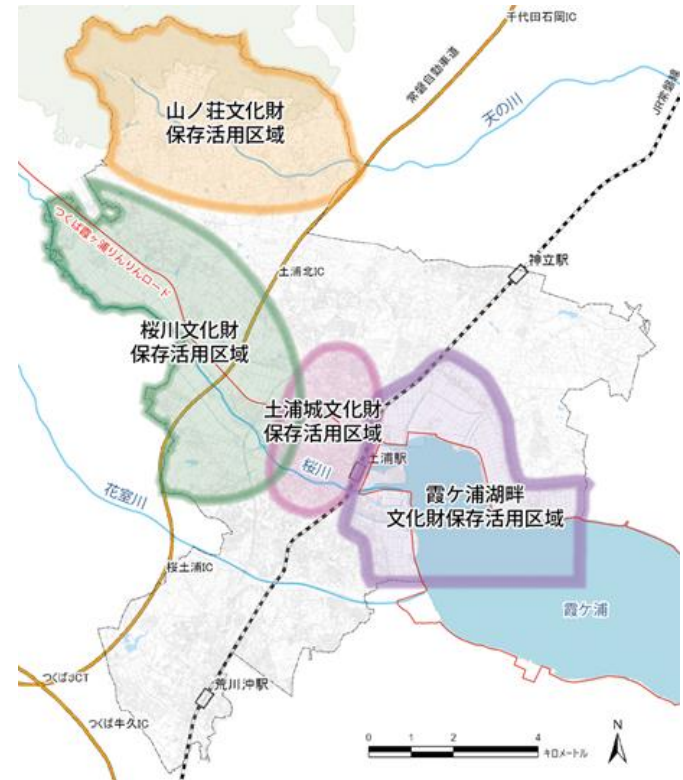 千代田石岡IC
常磐自動車道
JR常磐線
天の川
山ノ荘文化財
保存活用区域
つくば霞ヶ浦りんりんロード
神立駅
土浦北IC
桜川文化財
保存活用区域
土浦城文化財
保存活用区域
桜川
土浦駅
花室川
霞ケ浦湖畔
文化財保存活用区域
桜土浦IC
霞ケ浦
つくばJCT
荒川沖駅
つくば牛久IC
0 1 2 4
キロメートル
N